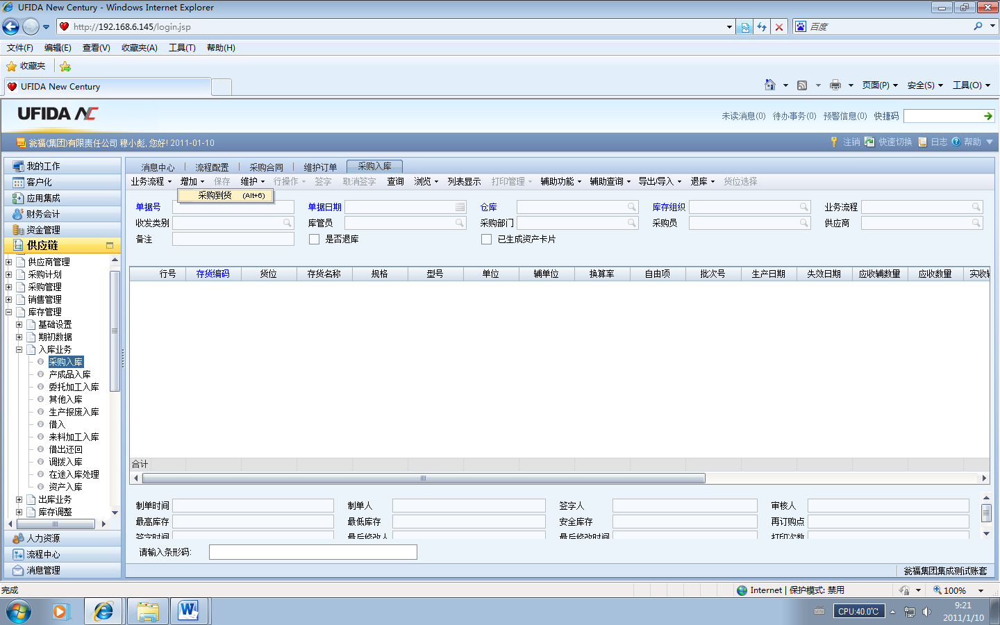 UFIDA New Century - Windows Internet Explorer
http://192.168.6.145/login.jsp
百度
文件(F) 编辑(E) 查看(V) 收藏夹(A) 工具(T) 帮助(H)
收藏夹
UFIDA New Century
页面(P) 安全(S) 工具(O)
UFIDA NC
未读消息(0) 待办事务(0) 预警信息(0) 快捷码
瓮福(集团)有限责任公司 穆小彪, 您好! 2011-01-10
注销 快速切换 日志 帮助
我的工作
客户化
应用集成
财务会计
资金管理
供应链
供应商管理
采购计划
采购管理
销售管理
库存管理
基础设置
期初数据
入库业务
采购入库
产成品入库
委托加工入库
其他入库
生产报废入库
借入
来料加工入库
借出还回
调拨入库
在途入库处理
资产入库
出库业务
库存调整
人力资源
流程中心
消息管理
消息中心 流程配置 采购合同 维护订单 采购入库
业务流程 增加 保存 维护 行操作 签字 取消签字 查询 浏览 列表显示 打印管理 辅助功能 辅助查询 导出/导入 退库 货位选择
采购到货 (Alt+6)
单据号 单据日期 仓库 库存组织 业务流程
收发类别 库管员 采购部门 采购员 供应商
备注 是否退库 已生成资产卡片
行号 存货编码 货位 存货名称 规格 型号 单位 辅单位 换算率 自由项 批次号 生产日期 失效日期 应收辅数量 应收数量 实收辅
合计
制单时间 制单人 签字人 审核人
最高库存 最低库存 安全库存 再订购点
签字时间 最后修改人 最后修改时间 打印次数
请输入条形码:
瓮福集团集成测试账套
完成
Internet | 保护模式: 禁用
100%
CPU:40.0℃
9:21
2011/1/10